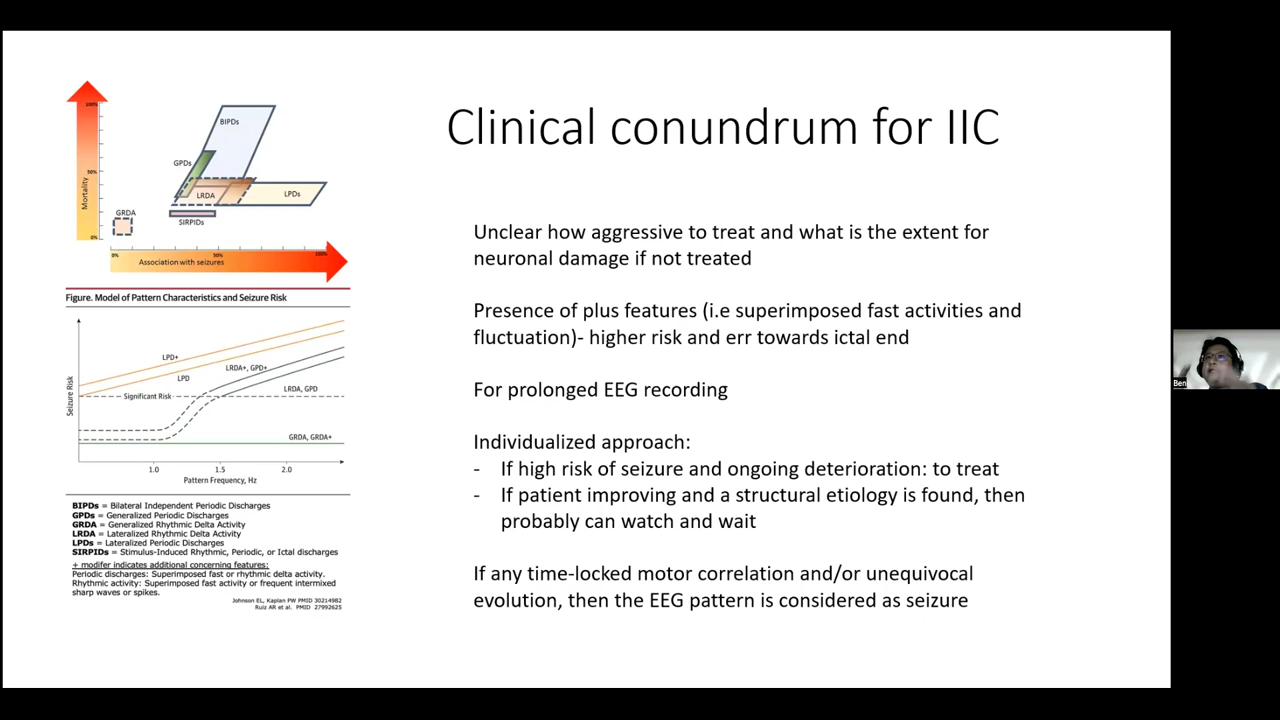 Clinical conundrum for IIC
100%
50%
0%
Mortality
BIPDs
GPDs
LRDA
LPDs
GRDA
SIRPIDs
0%
50%
100%
Association with seizures
Figure. Model of Pattern Characteristics and Seizure Risk
Seizure Risk
LPD+
LPD
LRDA+, GPD+
Significant Risk
LRDA, GPD
GRDA, GRDA+
1.0
1.5
2.0
Pattern Frequency, Hz
BIPDs = Bilateral Independent Periodic Discharges
GPDs = Generalized Periodic Discharges
GRDA = Generalized Rhythmic Delta Activity
LRDA = Lateralized Rhythmic Delta Activity
LPDs = Lateralized Periodic Discharges
SIRPIDs = Stimulus-Induced Rhythmic, Periodic, or Ictal discharges
+ modifer indicates additional concerning features:
Periodic discharges: Superimposed fast or rhythmic delta activity.
Rhythmic activity: Superimposed fast activity or frequent intermixed
sharp waves or spikes.
Johnson EL, Kaplan PW PMID 30214982
Ruiz AR et al. PMID 27992625
Unclear how aggressive to treat and what is the extent for
neuronal damage if not treated
Presence of plus features (i.e superimposed fast activities and
fluctuation)- higher risk and err towards ictal end
For prolonged EEG recording
Individualized approach:
- If high risk of seizure and ongoing deterioration: to treat
- If patient improving and a structural etiology is found, then
probably can watch and wait
If any time-locked motor correlation and/or unequivocal
evolution, then the EEG pattern is considered as seizure
Ben